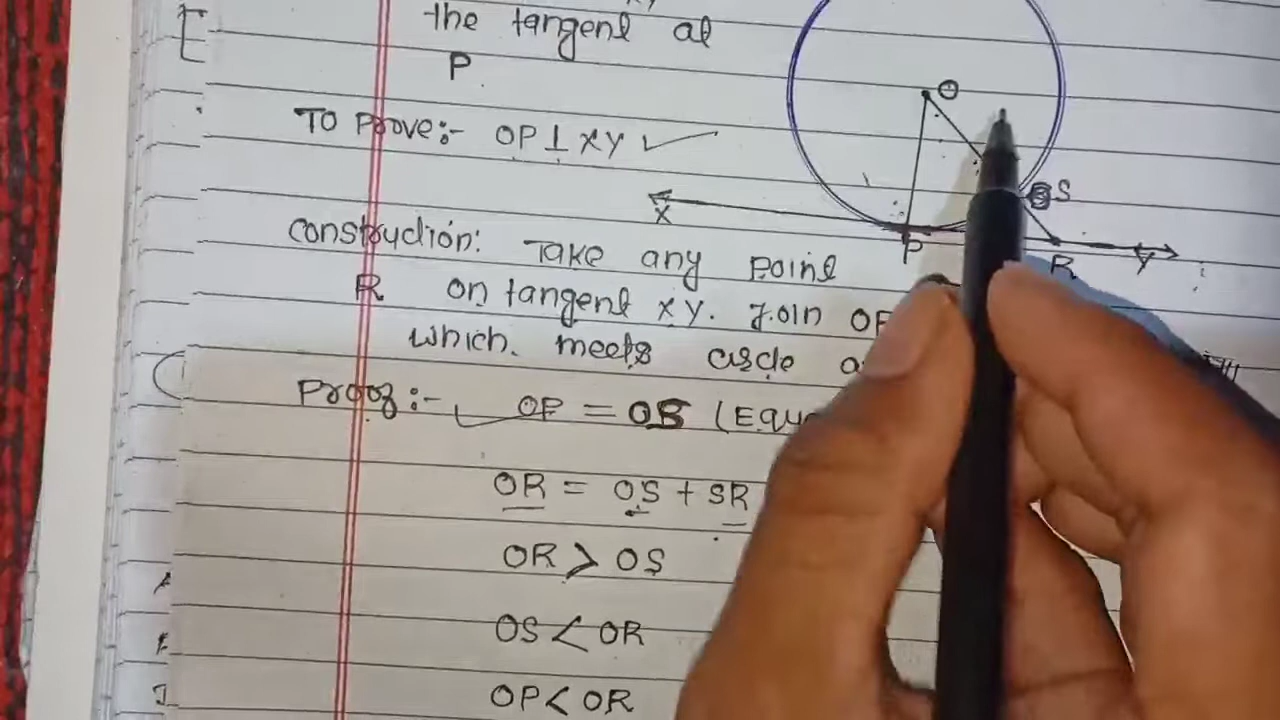 the tangent at
P
To Prove:- OP ⊥ XY ✓
Construction: Take any point
R on tangent XY. Join
which. meets circle
Proof:- OP = OS (Equ
OR = OS + SR
OR > OS
OS < OR
OP < OR
O
S
X
P
R
Y